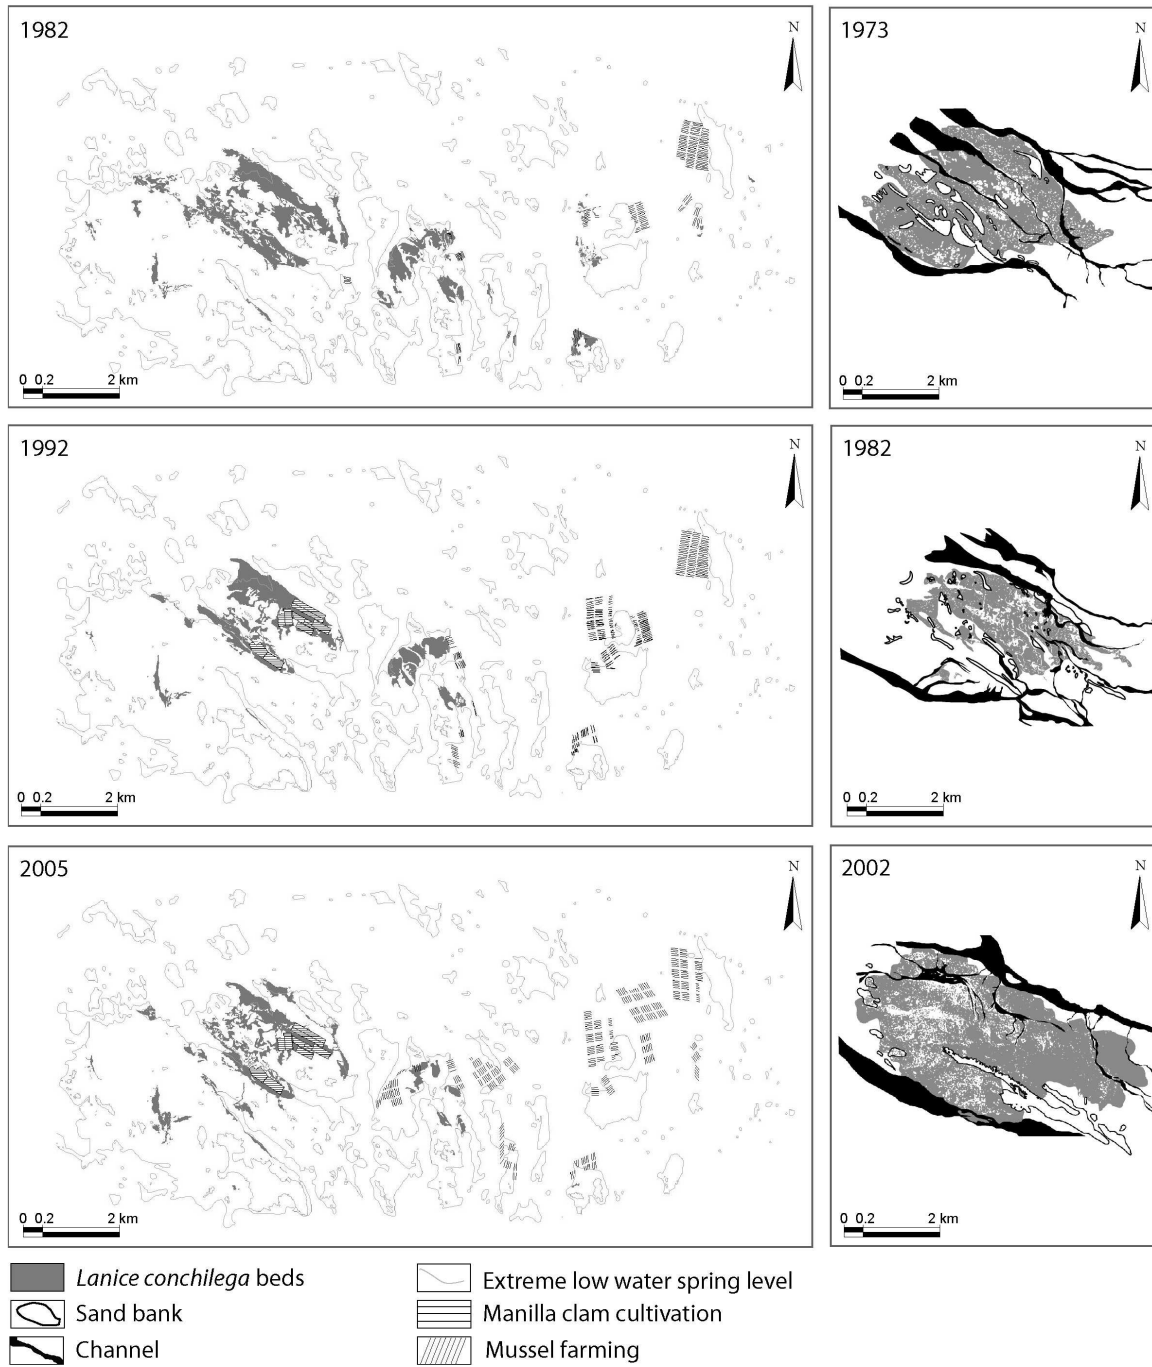 1982
N
0 0.2 2 km
1973
N
0 0.2 2 km
1992
N
0 0.2 2 km
1982
N
0 0.2 2 km
2005
N
0 0.2 2 km
2002
N
0 0.2 2 km
Lanice conchilega beds
Sand bank
Channel
Extreme low water spring level
Manilla clam cultivation
Mussel farming